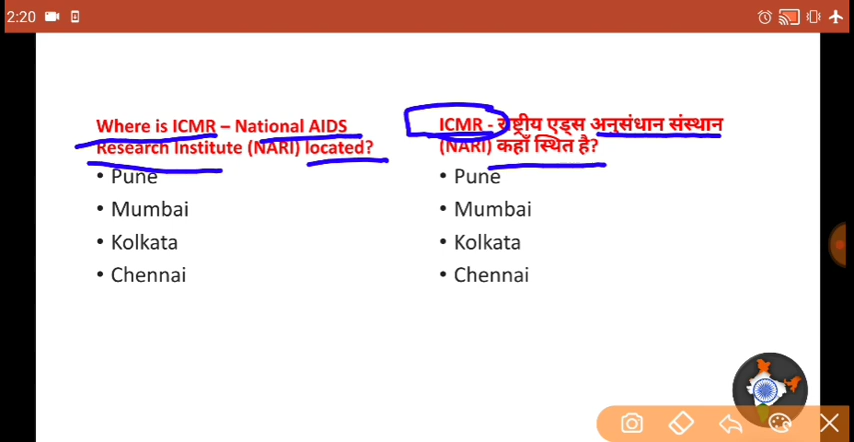 2:20
Where is ICMR – National AIDS
Research Institute (NARI) located?
• Pune
• Mumbai
• Kolkata
• Chennai
ICMR - राष्ट्रीय एड्स अनुसंधान संस्थान
(NARI) कहाँ स्थित है?
• Pune
• Mumbai
• Kolkata
• Chennai